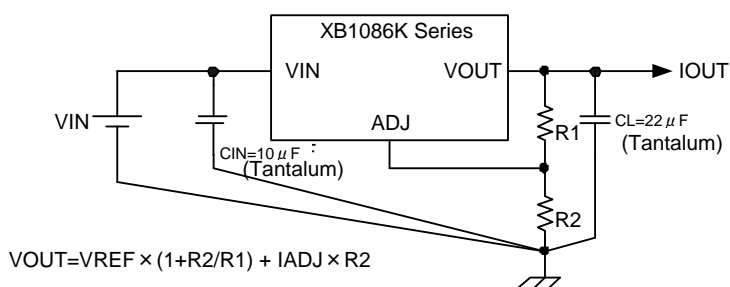 XB1086K Series
VIN
VOUT
IOUT
VIN
ADJ
R1
CL=22μF
(Tantalum)
CIN=10μF
(Tantalum)
R2
VOUT=VREF×(1+R2/R1) + IADJ×R2